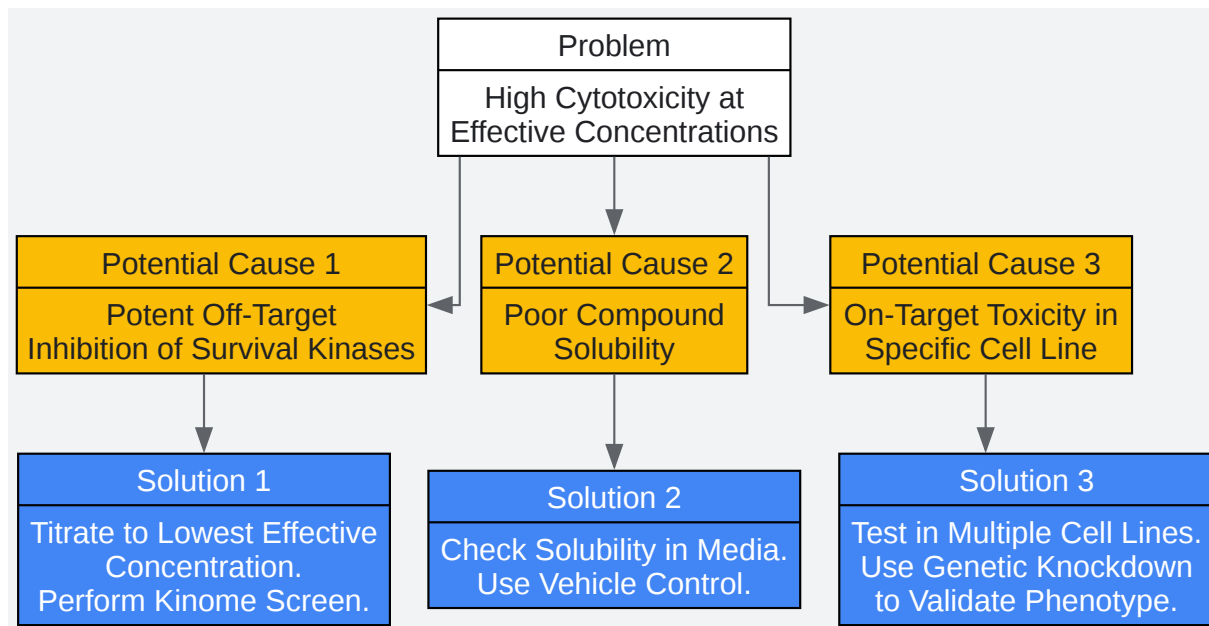 Problem
High Cytotoxicity at
Effective Concentrations
Potential Cause 1
Potent Off-Target
Inhibition of Survival Kinases
Potential Cause 2
Poor Compound
Solubility
Potential Cause 3
On-Target Toxicity in
Specific Cell Line
Solution 1
Titrate to Lowest Effective
Concentration.
Perform Kinome Screen.
Solution 2
Check Solubility in Media.
Use Vehicle Control.
Solution 3
Test in Multiple Cell Lines.
Use Genetic Knockdown
to Validate Phenotype.